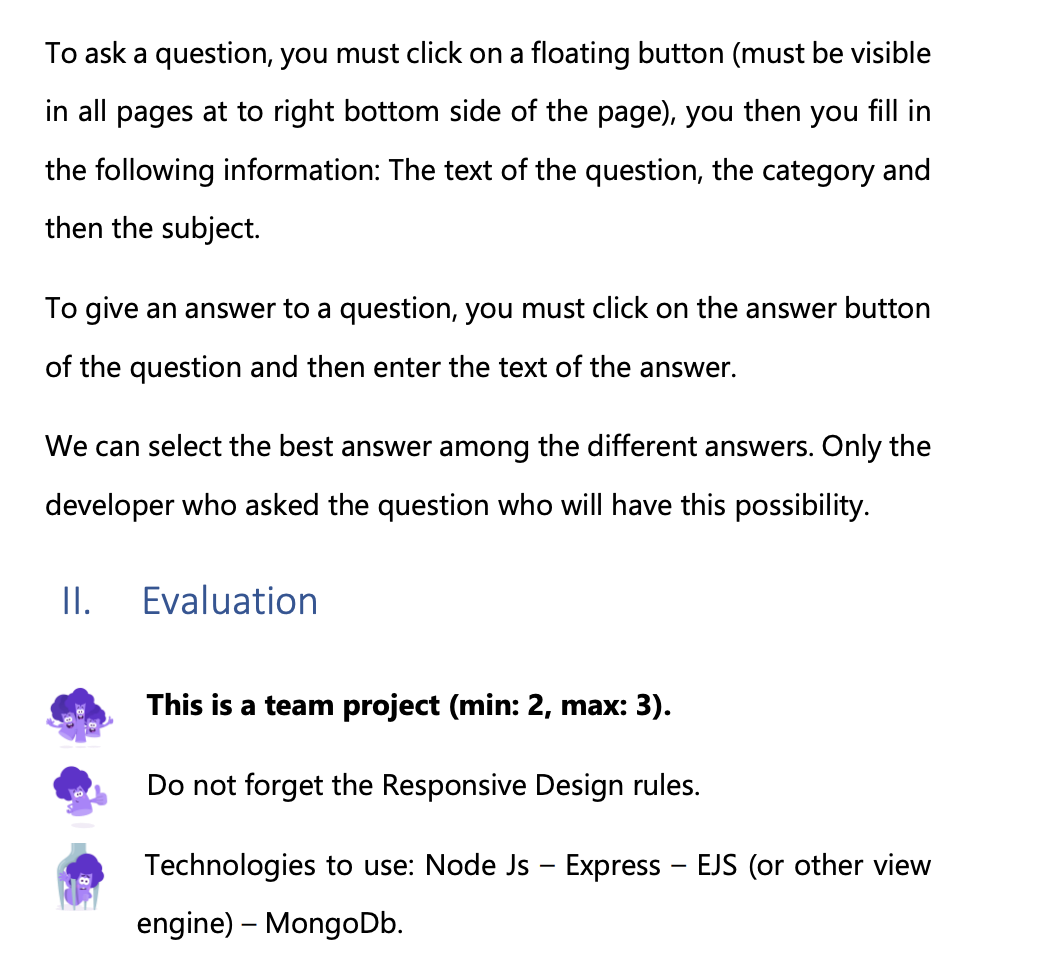 To ask a question, you must click on a floating button (must be visible
in all pages at to right bottom side of the page), you then you fill in
the following information: The text of the question, the category and
then the subject.
To give an answer to a question, you must click on the answer button
of the question and then enter the text of the answer.
We can select the best answer among the different answers. Only the
developer who asked the question who will have this possibility.
II. Evaluation
This is a team project (min: 2, max: 3).
Do not forget the Responsive Design rules.
Technologies to use: Node Js – Express – EJS (or other view
engine) – MongoDb.